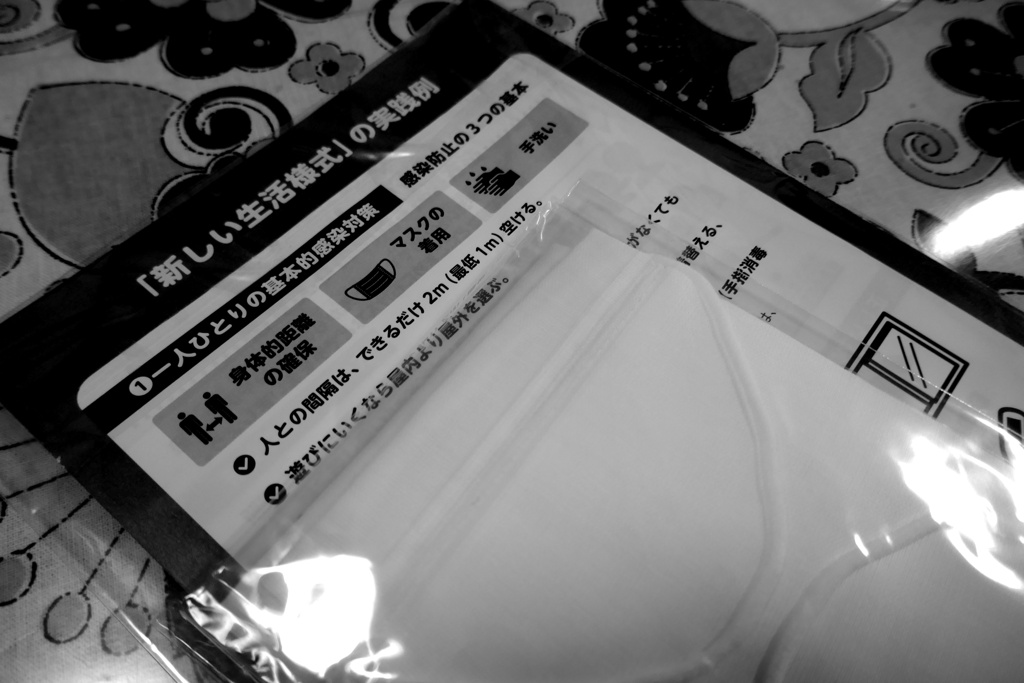 「新しい生活様式」の実践例
①一人ひとりの基本的感染対策
感染防止の3つの基本
身体的距離
の確保
マスクの
着用
手洗い
人との間隔は、できるだけ2m(最低1m)空ける。
遊びにいくなら屋内より屋外を選ぶ。
がなくても
替える、
(手指消毒
は、